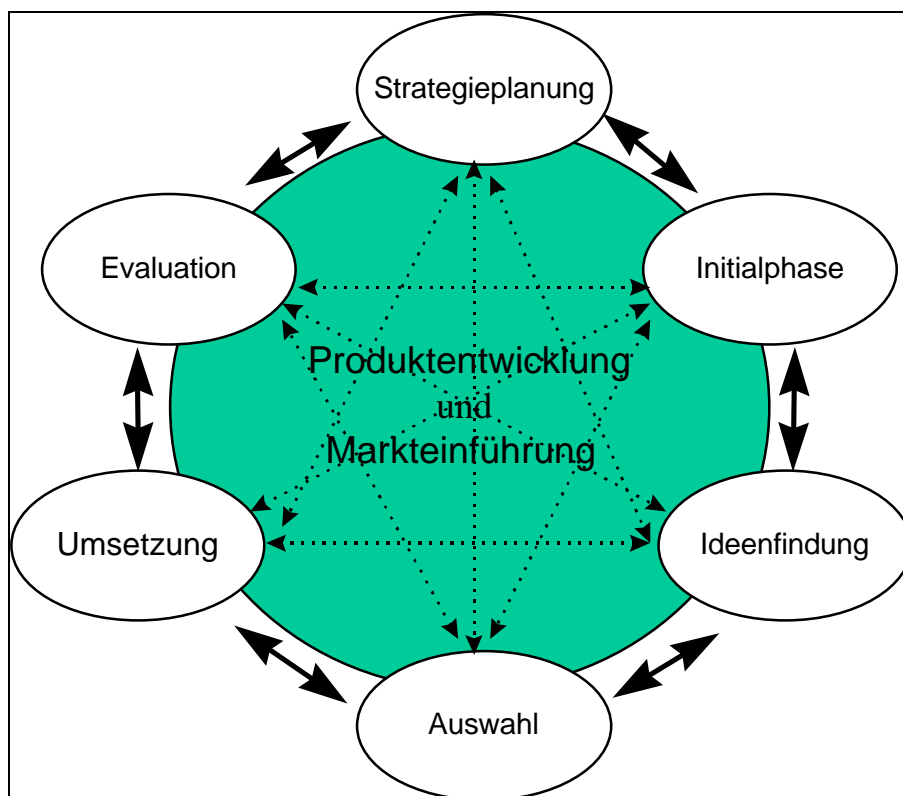 Strategieplanung
Evaluation
Initialphase
Produktentwicklung
und
Markteinführung
Umsetzung
Ideenfindung
Auswahl